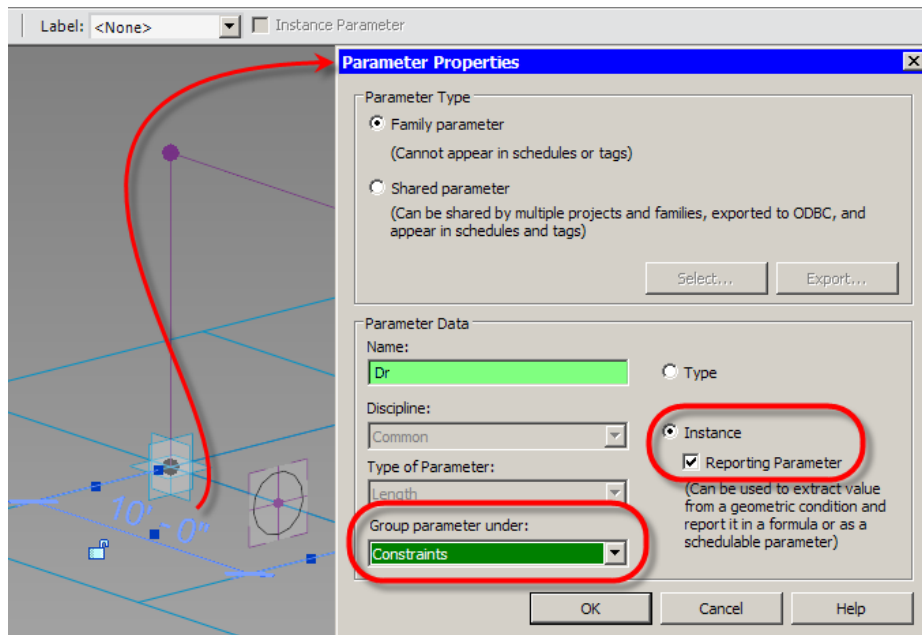 Label: <None> Instance Parameter
Parameter Properties
Parameter Type
Family parameter
(Cannot appear in schedules or tags)
Shared parameter
(Can be shared by multiple projects and families, exported to ODBC, and
appear in schedules and tags)
Select... Export...
Parameter Data
Name:
Dr
Type
Discipline:
Common
Instance
Reporting Parameter
Type of Parameter:
Length
(Can be used to extract value
from a geometric condition and
report it in a formula or as a
schedulable parameter)
Group parameter under:
Constraints
10' - 0"
OK Cancel Help